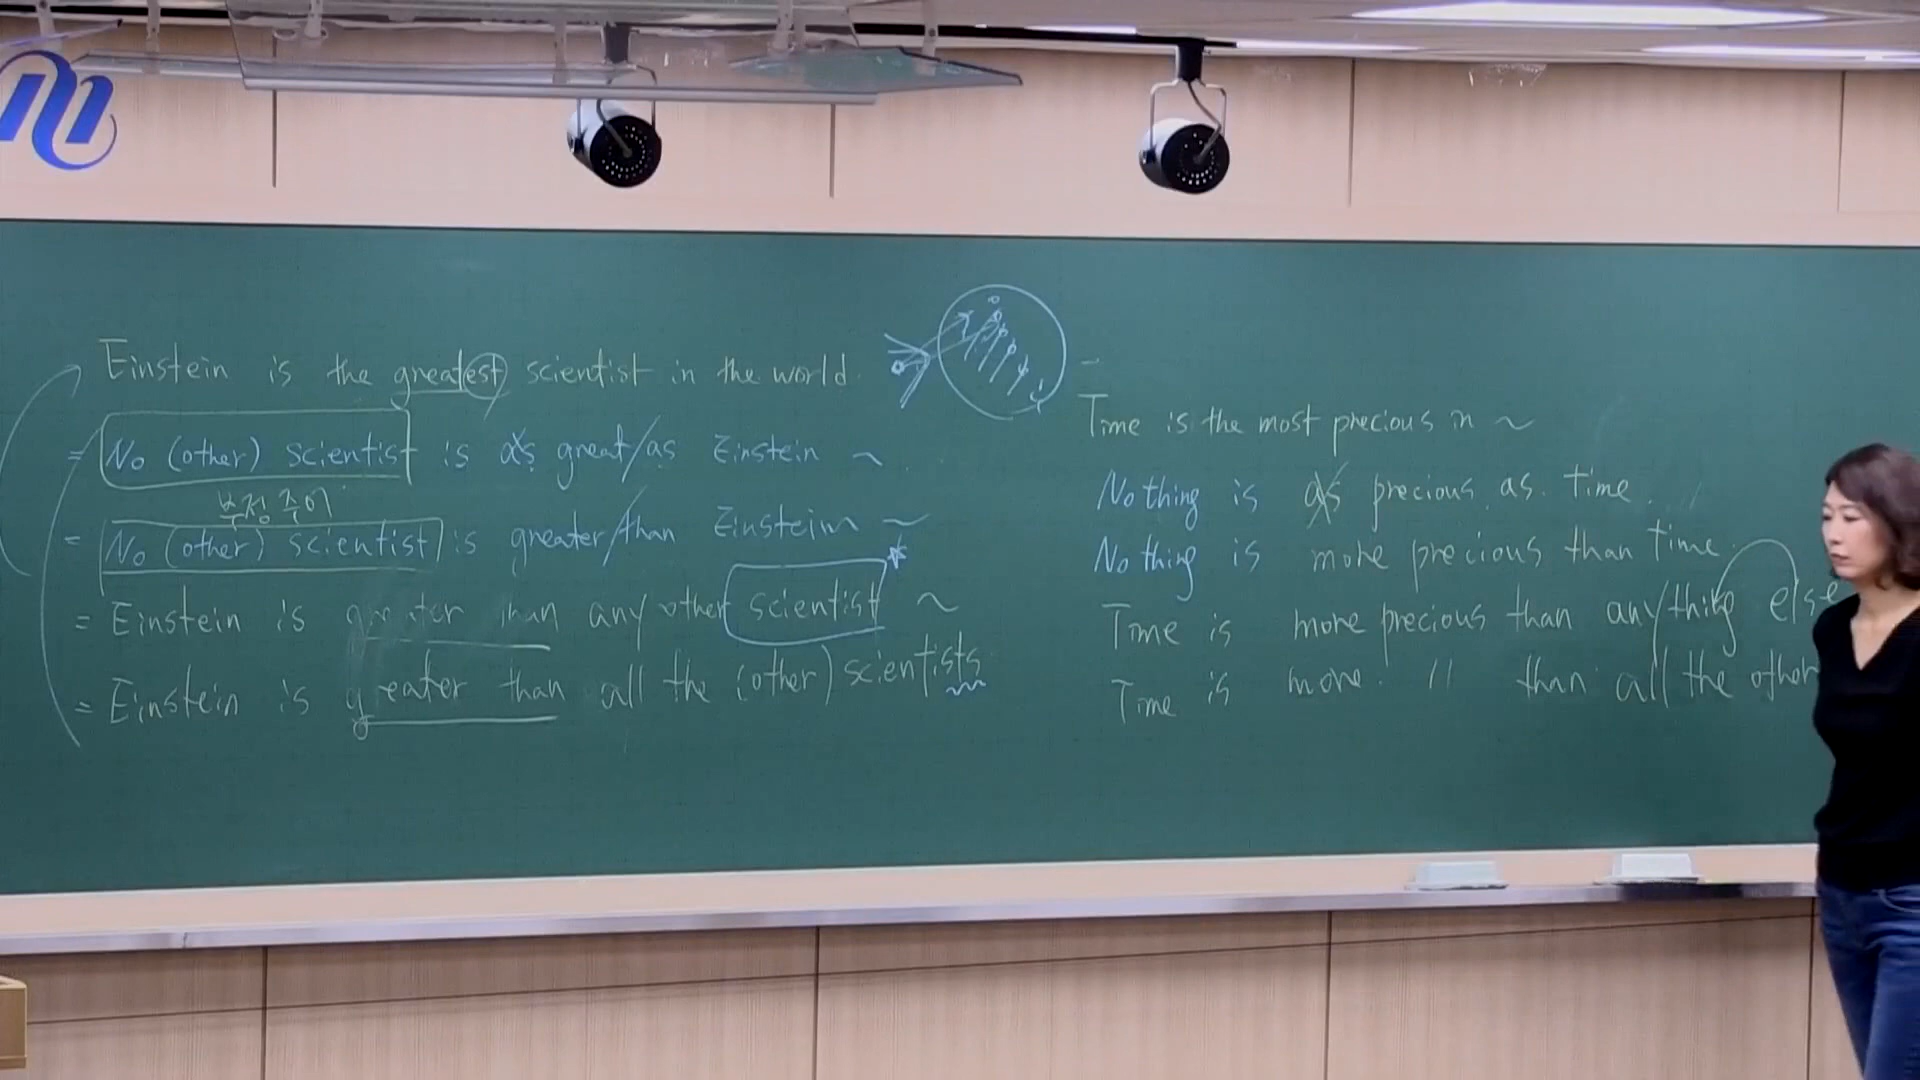 Einstein is the greatest scientist in the world
= No (other) scientist is as great/as Einstein ~
부정주어
= No (other) scientist is greater/than Einstein ~
= Einstein is greater than any other scientist ~
= Einstein is greater than all the (other) scientists
Time is the most precious in ~
Nothing is as precious as time.
Nothing is more precious than time.
Time is more precious than anything else
Time is more. 〃 than all the other